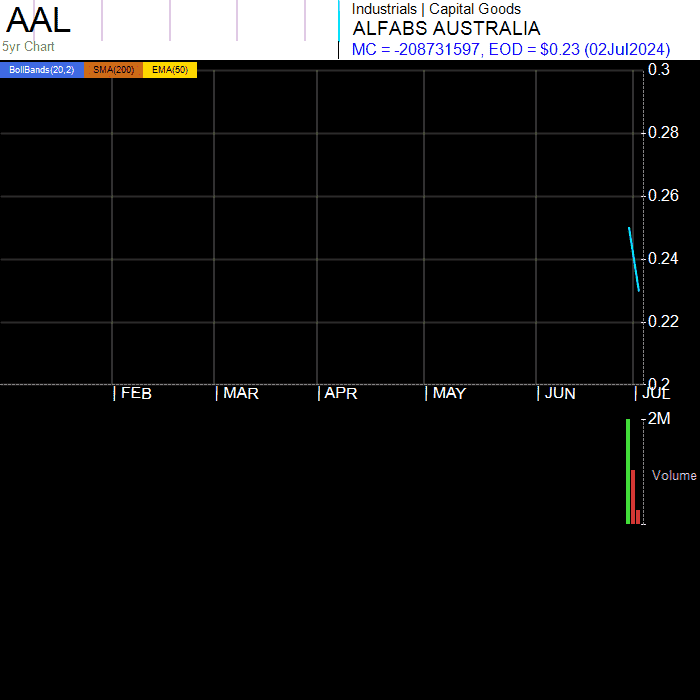 AAL
5yr Chart
Industrials | Capital Goods
ALFABS AUSTRALIA
MC = -208731597, EOD = $0.23 (02Jul2024)
BollBands(20,2) SMA(200) EMA(50)
0.3
0.28
0.26
0.24
0.22
0.2
FEB MAR APR MAY JUN JUL
2M
Volume